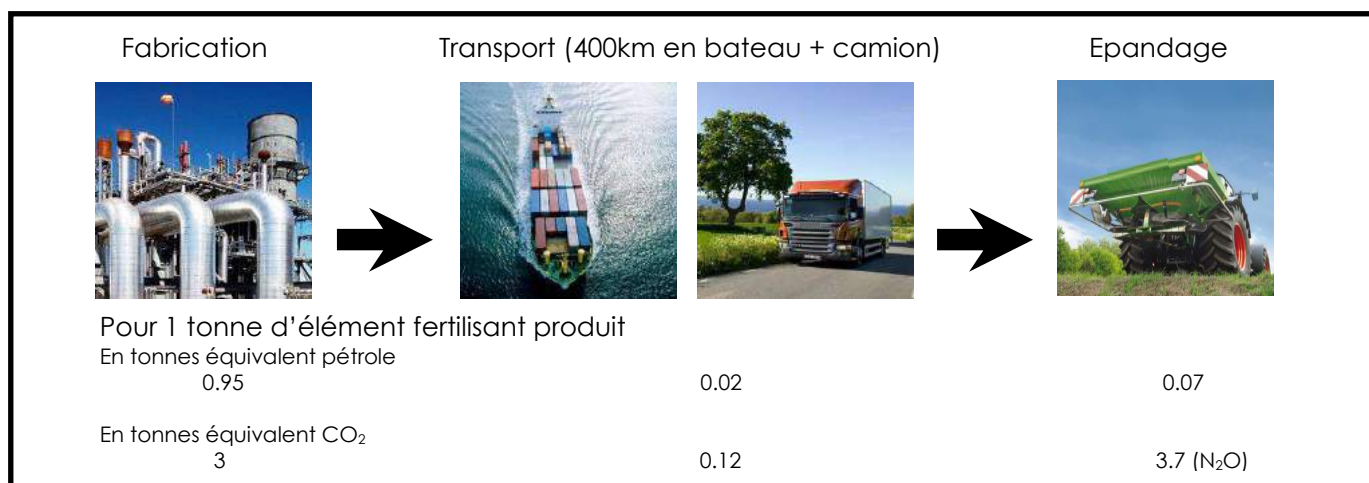 Fabrication
Transport (400km en bateau + camion)
Epandage
Pour 1 tonne d'élément fertilisant produit
En tonnes équivalent pétrole
0.95 0.02 0.07
En tonnes équivalent CO₂
3 0.12 3.7 (N₂O)